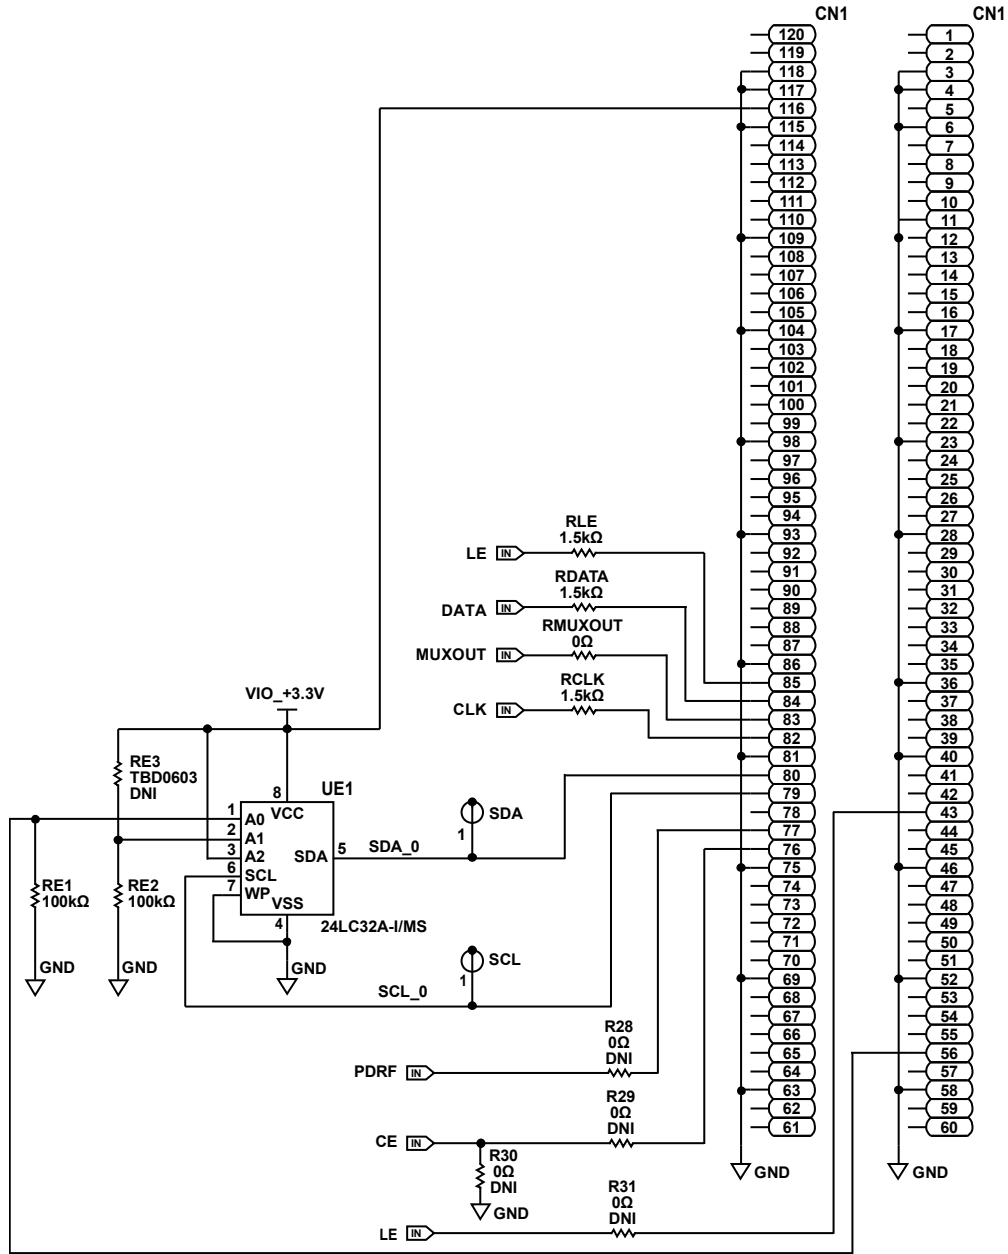 CN1
120
119
118
117
116
115
114
113
112
111
110
109
108
107
106
105
104
103
102
101
100
99
98
97
96
95
94
93
92
91
90
89
88
87
86
85
84
83
82
81
80
79
78
77
76
75
74
73
72
71
70
69
68
67
66
65
64
63
62
61
GND
CN1
1
2
3
4
5
6
7
8
9
10
11
12
13
14
15
16
17
18
19
20
21
22
23
24
25
26
27
28
29
30
31
32
33
34
35
36
37
38
39
40
41
42
43
44
45
46
47
48
49
50
51
52
53
54
55
56
57
58
59
60
GND
RLE
1.5kΩ
LE IN
RDATA
1.5kΩ
DATA IN
RMUXOUT
0Ω
MUXOUT IN
RCLK
1.5kΩ
CLK IN
VIO_+3.3V
RE3
TBD0603
DNI
UE1
8
VCC
1 A0
2 A1
3 A2
6 SCL
7 WP
VSS
4
SDA 5
SDA_0
24LC32A-I/MS
GND
SDA
1
SCL
1
SCL_0
RE1
100kΩ
GND
RE2
100kΩ
GND
R28
0Ω
DNI
PDRF IN
R29
0Ω
DNI
CE IN
R30
0Ω
DNI
GND
R31
0Ω
DNI
LE IN